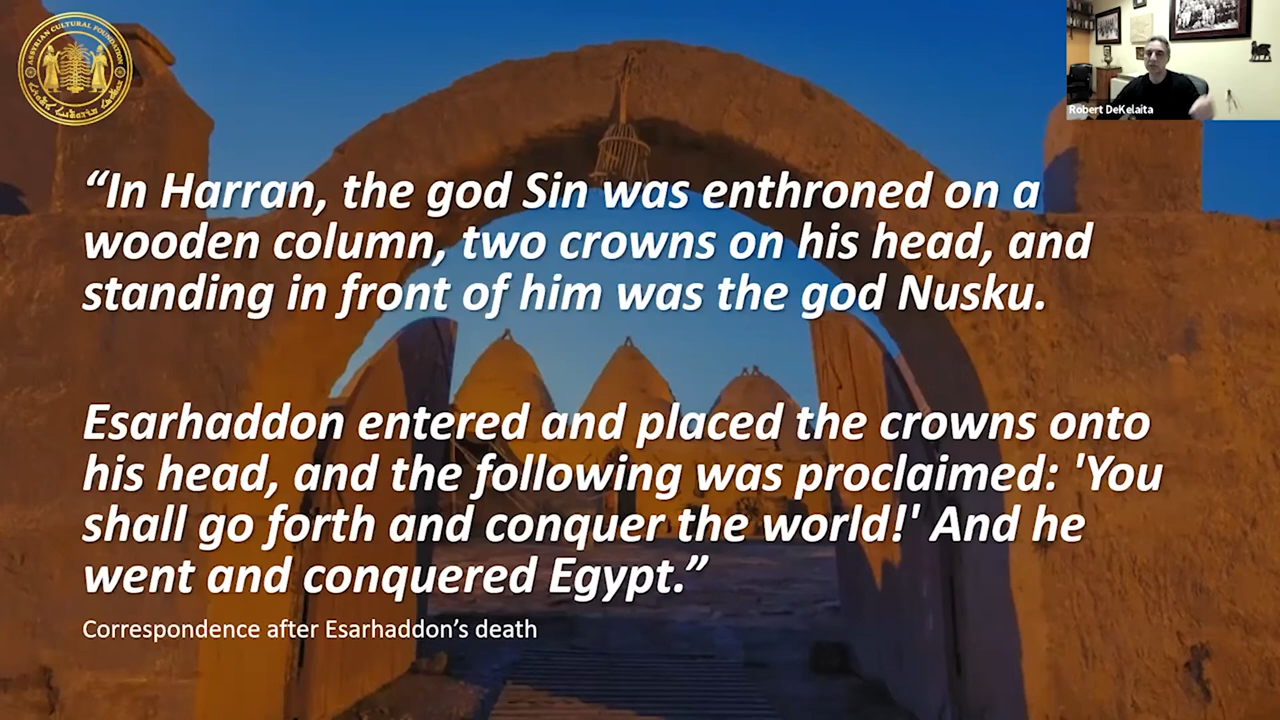 ASSYRIAN CULTURAL FOUNDATION
Robert DeKelaita
“In Harran, the god Sin was enthroned on a
wooden column, two crowns on his head, and
standing in front of him was the god Nusku.
Esarhaddon entered and placed the crowns onto
his head, and the following was proclaimed: 'You
shall go forth and conquer the world!' And he
went and conquered Egypt.”
Correspondence after Esarhaddon’s death